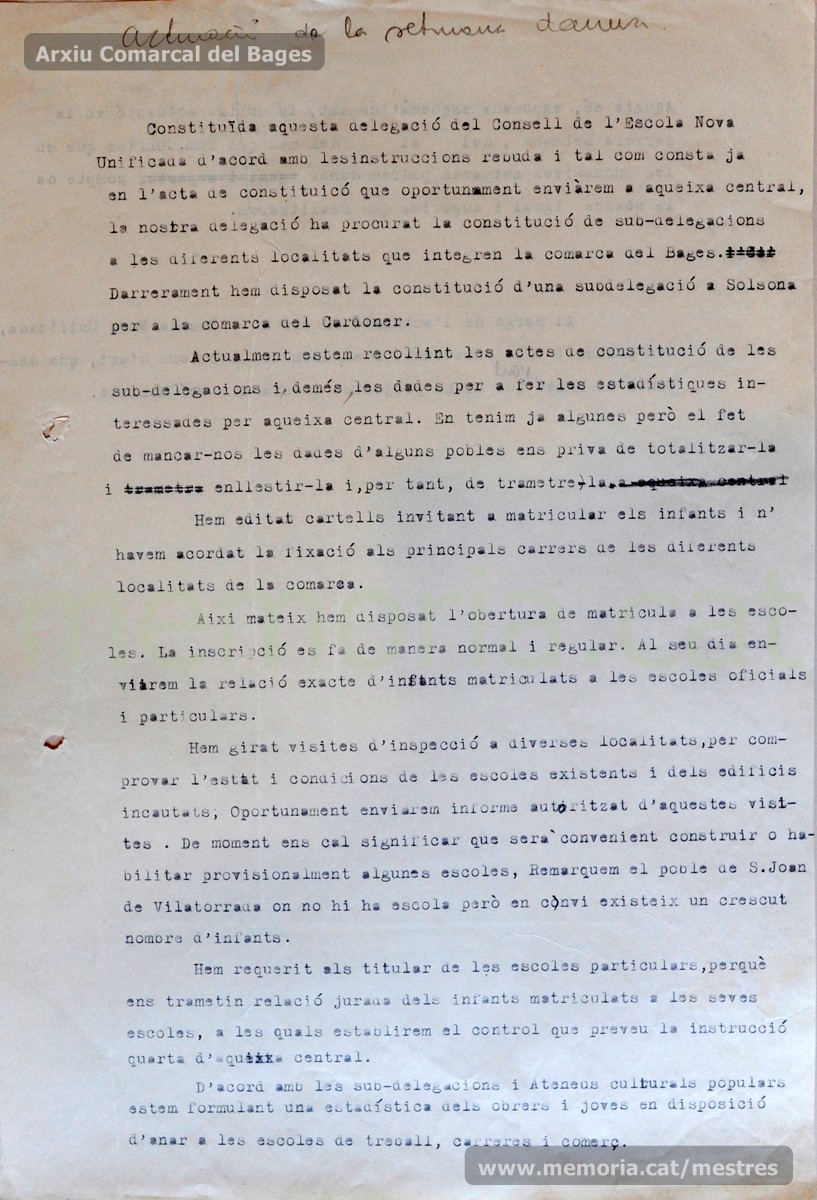 Actuació de la setmana darrera.
Arxiu Comarcal del Bages
Constituïda aquesta delegació del Consell de l'Escola Nova
Unificada d'acord amb lesinstruccions rebuda i tal com consta ja
en l'acta de constituicó que oportunament enviàrem a aqueixa central,
la nostra delegació ha procurat la constitució de sub-delegacions
a les diferents localitats que integren la comarca del Bages.
Darrerament hem disposat la constitució d'una subdelegació a Solsona
per a la comarca del Cardoner.
Actualment estem recollint les actes de constitució de les
sub-delegacions i,demés,les dades per a fer les estadístiques in-
teressades per aqueixa central. En tenim ja algunes però el fet
de mancar-nos les dades d'alguns pobles ens priva de totalitzar-la
i trametre enllestir-la i,per tant, de trametre-la.a aqueixa central
Hem editat cartells invitant a matricular els infants i n'
havem acordat la fixació als principals carrers de les diferents
localitats de la comarca.
Aixi mateix hem disposat l'obertura de matricula a les esco-
les. La inscripció es fa de manera normal i regular. Al seu dia en-
viarem la relació exacte d'infants matriculats a les escoles oficials
i particulars.
Hem girat visites d'inspecció a diverses localitats,per com-
provar l'estat i condicions de les escoles existents i dels edificis
incautats, Oportunament enviarem informe autoritzat d'aquestes visi-
tes . De moment ens cal significar que serà convenient construir o ha-
bilitar provisionalment algunes escoles, Remarquem el poble de S.Joan
de Vilatorrada on no hi ha escola però en cànvi existeix un crescut
nombre d'infants.
Hem requerit als titular de les escoles particulars,perquè
ens trametin relació jurada dels infants matriculats a les seves
escoles, a les quals establirem el control que preveu la instrucció
quarta d'aqueixa central.
D'acord amb les sub-delegacions i Ateneus culturals populars
estem formulant una estadística dels obrers i joves en disposició
d'anar a les escoles de treball, carreres i comerç.
www.memoria.cat/mestres